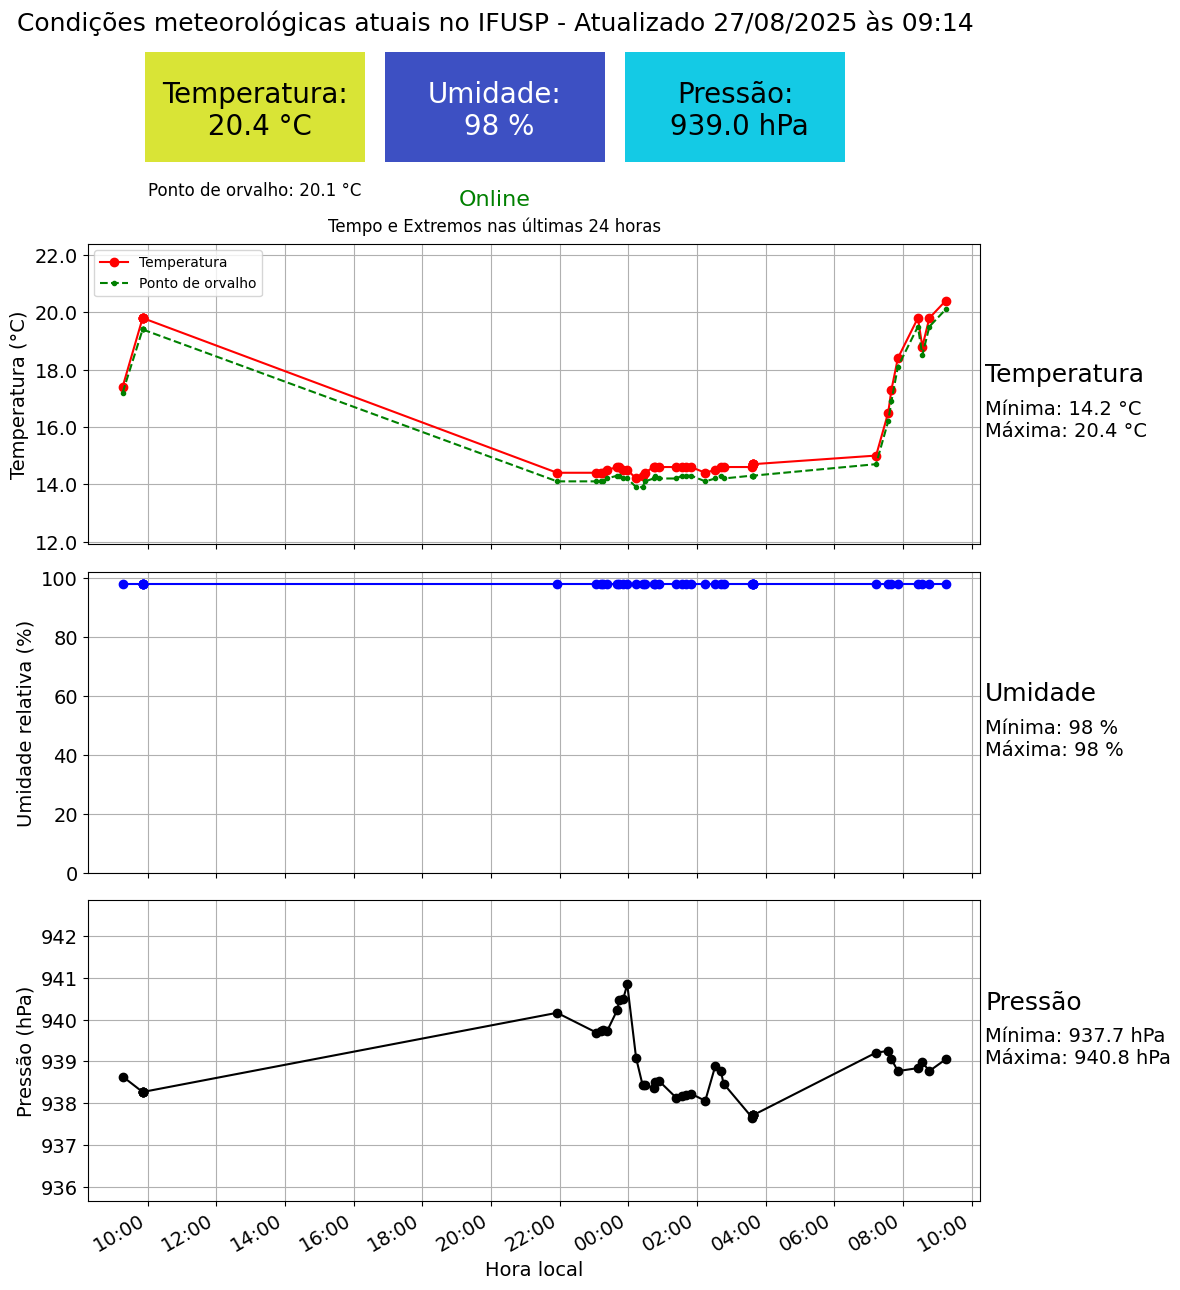 Condições meteorológicas atuais no IFUSP - Atualizado 27/08/2025 às 09:14
Temperatura:
20.4 °C
Umidade:
98 %
Pressão:
939.0 hPa
Ponto de orvalho: 20.1 °C
Online
Tempo e Extremos nas últimas 24 horas
Temperatura
Ponto de orvalho
Temperatura (°C)
22.0
20.0
18.0
16.0
14.0
12.0
Temperatura
Mínima: 14.2 °C
Máxima: 20.4 °C
Umidade relativa (%)
100
80
60
40
20
0
Umidade
Mínima: 98 %
Máxima: 98 %
Pressão (hPa)
942
941
940
939
938
937
936
Pressão
Mínima: 937.7 hPa
Máxima: 940.8 hPa
10:00 12:00 14:00 16:00 18:00 20:00 22:00 00:00 02:00 04:00 06:00 08:00 10:00
Hora local